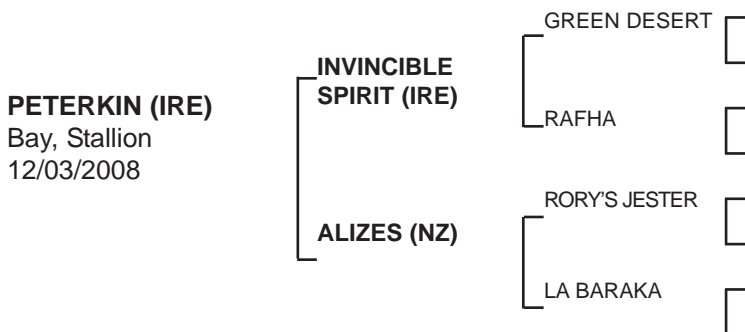 PETERKIN (IRE)
Bay, Stallion
12/03/2008
INVINCIBLE
SPIRIT (IRE)
ALIZES (NZ)
GREEN DESERT
RAFHA
RORY'S JESTER
LA BARAKA